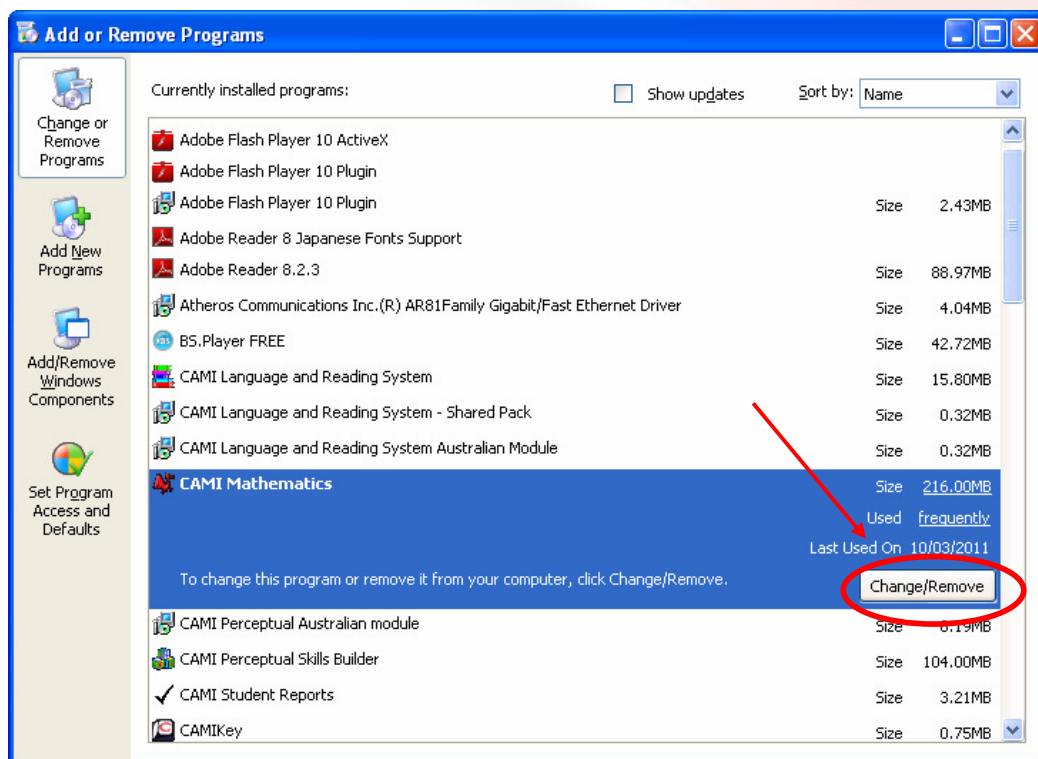 Add or Remove Programs
Change or
Remove
Programs
Add New
Programs
Add/Remove
Windows
Components
Set Program
Access and
Defaults
Currently installed programs: Show updates Sort by: Name
Adobe Flash Player 10 ActiveX
Adobe Flash Player 10 Plugin
Adobe Flash Player 10 Plugin Size 2.43MB
Adobe Reader 8 Japanese Fonts Support
Adobe Reader 8.2.3 Size 88.97MB
Atheros Communications Inc.(R) AR81Family Gigabit/Fast Ethernet Driver Size 4.04MB
BS.Player FREE Size 42.72MB
CAMI Language and Reading System Size 15.80MB
CAMI Language and Reading System - Shared Pack Size 0.32MB
CAMI Language and Reading System Australian Module Size 0.32MB
CAMI Mathematics Size 216.00MB
Used frequently
Last Used On 10/03/2011
To change this program or remove it from your computer, click Change/Remove. Change/Remove
CAMI Perceptual Australian module Size 0.19MB
CAMI Perceptual Skills Builder Size 104.00MB
CAMI Student Reports Size 3.21MB
CAMIKey Size 0.75MB